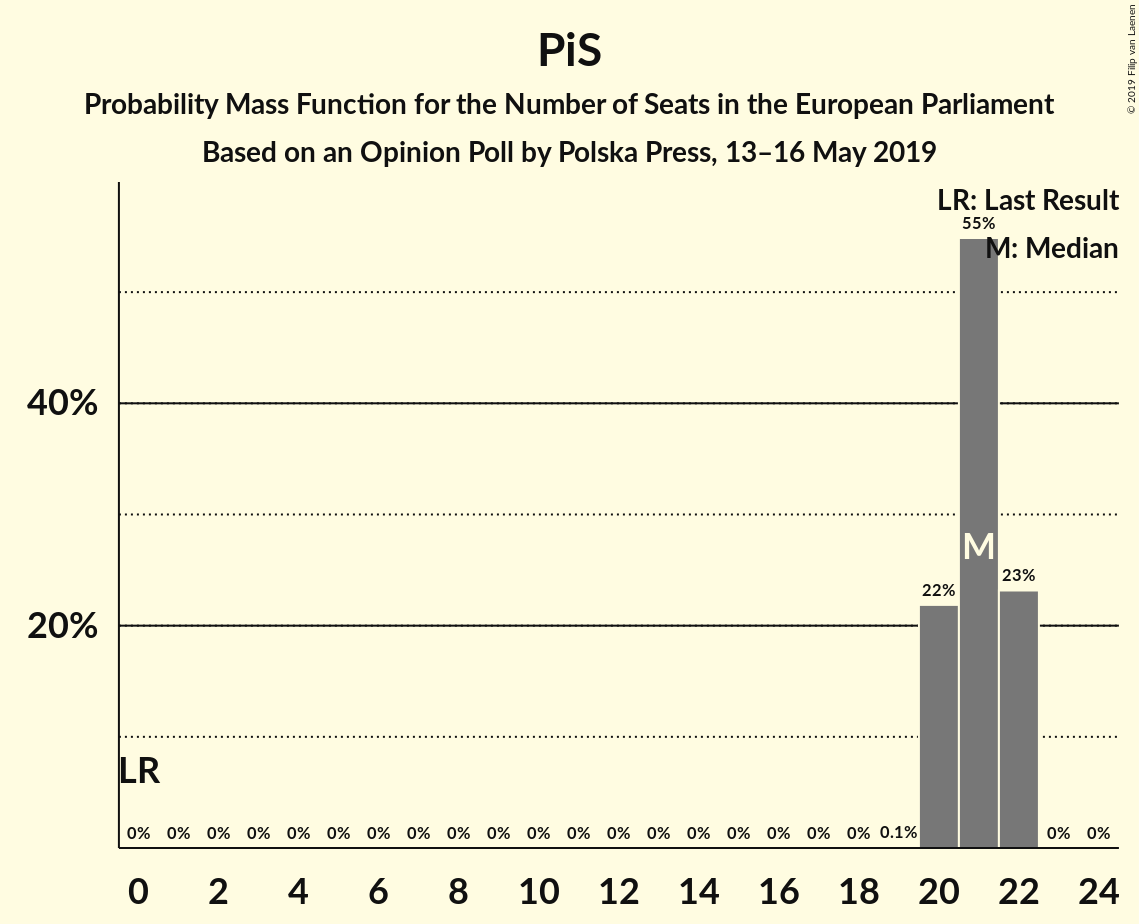 PiS
Probability Mass Function for the Number of Seats in the European Parliament
Based on an Opinion Poll by Polska Press, 13–16 May 2019
© 2019 Filip van Laenen
LR: Last Result
M: Median
55%
40%
M
23%
22%
20%
LR
0% 0% 0% 0% 0% 0% 0% 0% 0% 0% 0% 0% 0% 0% 0% 0% 0% 0% 0% 0.1% 0% 0%
0 2 4 6 8 10 12 14 16 18 20 22 24